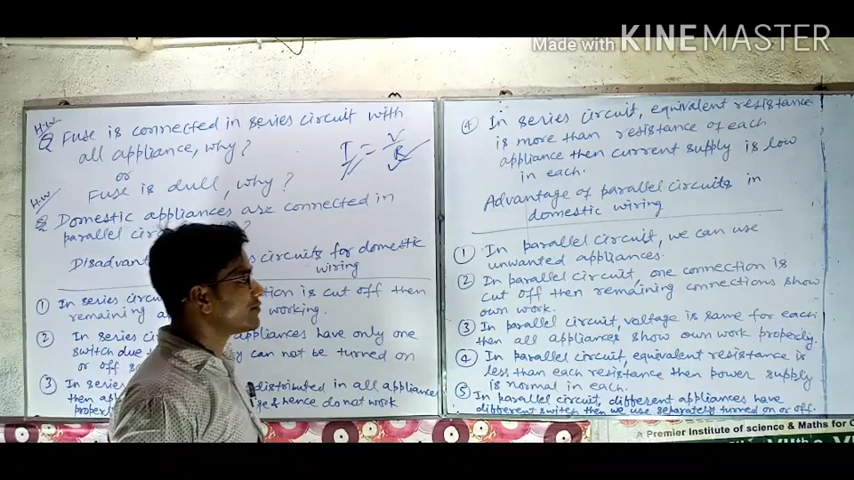 Made with KINEMASTER
H.W.
Q Fuse is connected in series circuit with
all appliance, why?
or
Fuse is dull, why?
I = V/R
H.W.
Q Domestic appliances are connected in
parallel circ ?
Disadvant s circuits for domestic
wiring
① In series circu tion is cut off then
remaining a working.
② In series ci appliances have only one
switch due t y can not be turned on
or off s
③ In series distributed in all appliances
then as ge & hence do not work
properl
④ In series circuit, equivalent resistance
is more than resistance of each
appliance then current supply is low
in each.
Advantage of parallel circuits in
domestic wiring
① In parallel circuit, we can use
unwanted appliances.
② In parallel circuit, one connection is
cut off then remaining connections show
own work.
③ In parallel circuit, voltage is same for each
then all appliances show own work properly.
④ In parallel circuit, equivalent resistance is
less than each resistance then power supply
is normal in each.
⑤ In parallel circuit, different appliances have
different switch then we use separately turned on or off.
A Premier Institute of science & Maths for C